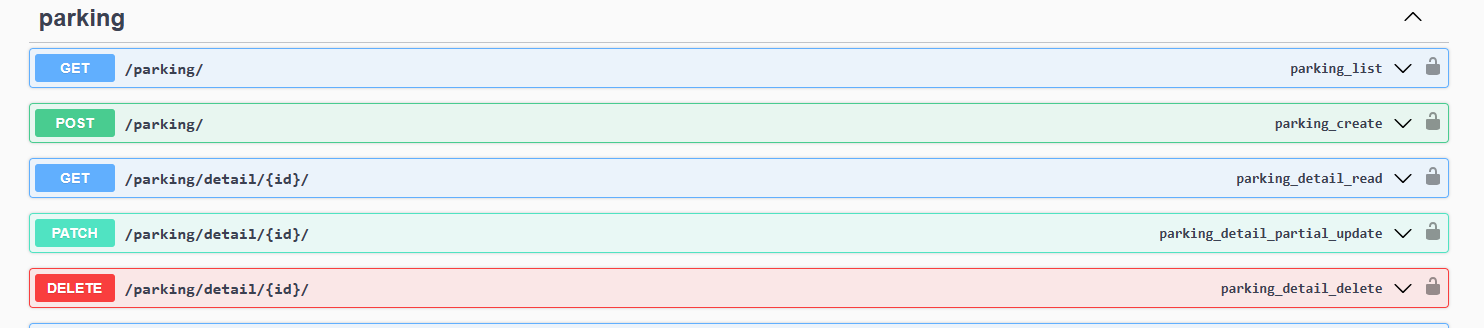 parking
GET /parking/ parking_list
POST /parking/ parking_create
GET /parking/detail/{id}/ parking_detail_read
PATCH /parking/detail/{id}/ parking_detail_partial_update
DELETE /parking/detail/{id}/ parking_detail_delete